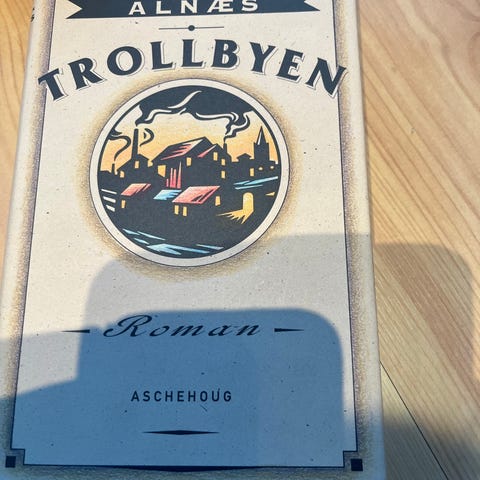 ALNÆS
TROLLBYEN
Roman
ASCHEHOUG